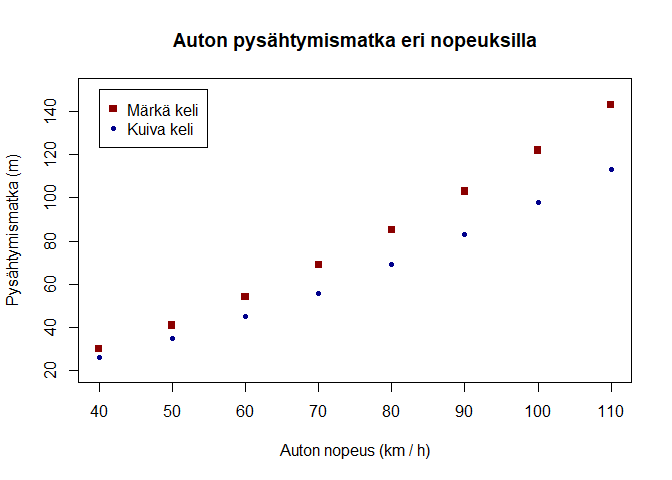 Auton pysähtymismatka eri nopeuksilla
Märkä keli
Kuiva keli
Pysähtymismatka (m)
140
120
100
80
60
40
20
40 50 60 70 80 90 100 110
Auton nopeus (km / h)